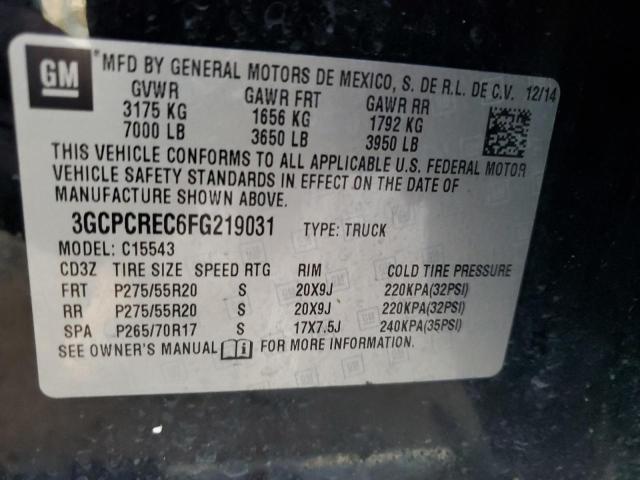 GM *MFD BY GENERAL MOTORS DE MEXICO, S. DE R.L. DE C.V. 12/14
GVWR GAWR FRT GAWR RR
3175 KG 1656 KG 1792 KG
7000 LB 3650 LB 3950 LB
THIS VEHICLE CONFORMS TO ALL APPLICABLE U.S. FEDERAL MOTOR
VEHICLE SAFETY STANDARDS IN EFFECT ON THE DATE OF
MANUFACTURE SHOWN ABOVE.
3GCPCREC6FG219031 TYPE: TRUCK
MODEL: C15543
CD3Z TIRE SIZE SPEED RTG RIM COLD TIRE PRESSURE
FRT P275/55R20 S 20X9J 220KPA(32PSI)
RR P275/55R20 S 20X9J 220KPA(32PSI)
SPA P265/70R17 S 17X7.5J 240KPA(35PSI)
SEE OWNER'S MANUAL i FOR MORE INFORMATION.